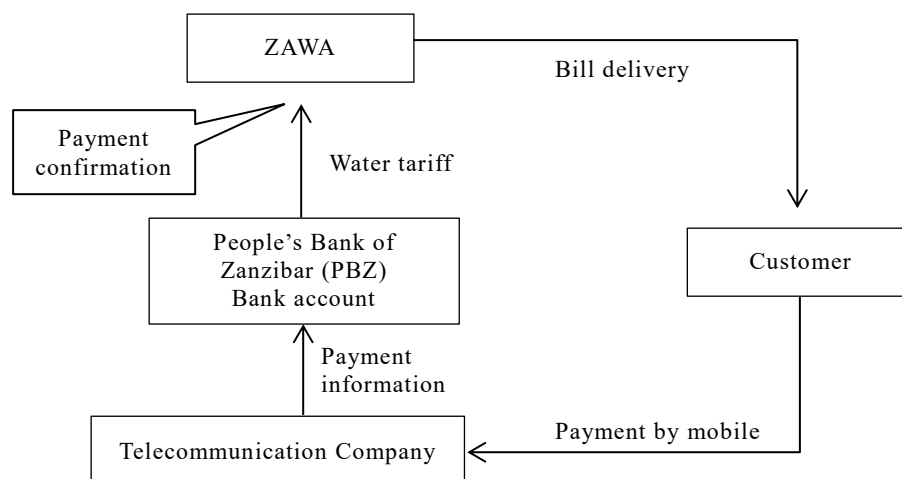 ZAWA
Bill delivery
Payment
confirmation
Water tariff
People's Bank of
Zanzibar (PBZ)
Bank account
Customer
Payment
information
Payment by mobile
Telecommunication Company